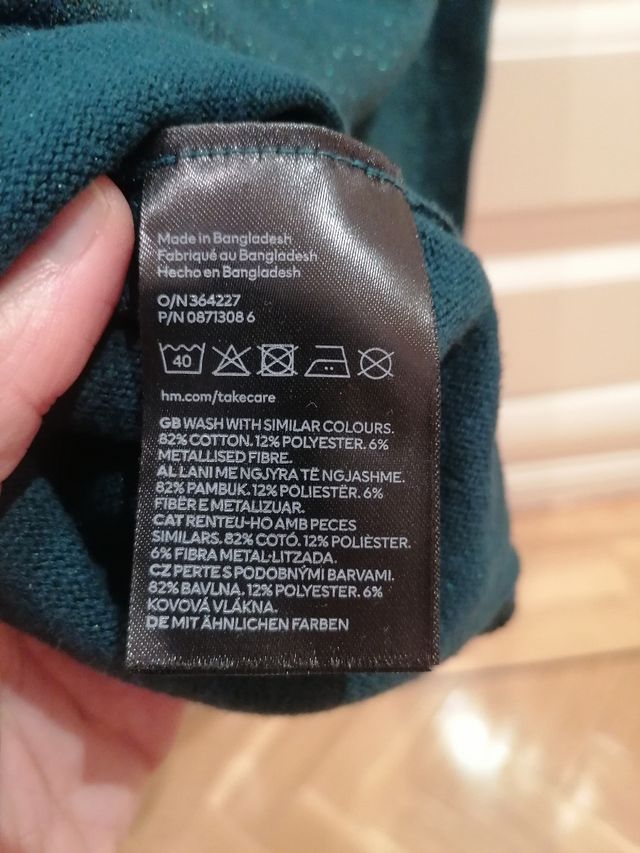 Made in Bangladesh
Fabriqué au Bangladesh
Hecho en Bangladesh
O/N 364227
P/N 0871308 6
40
hm.com/takecare
GB WASH WITH SIMILAR COLOURS.
82% COTTON. 12% POLYESTER. 6%
METALLISED FIBRE.
AL LANI ME NGJYRA TË NGJASHME.
82% PAMBUK. 12% POLIESTËR. 6%
FIBËR E METALIZUAR.
CAT RENTEU-HO AMB PECES
SIMILARS. 82% COTÓ. 12% POLIÈSTER.
6% FIBRA METAL·LITZADA.
CZ PERTE S PODOBNÝMI BARVAMI.
82% BAVLNA. 12% POLYESTER. 6%
KOVOVÁ VLÁKNA.
DE MIT ÄHNLICHEN FARBEN